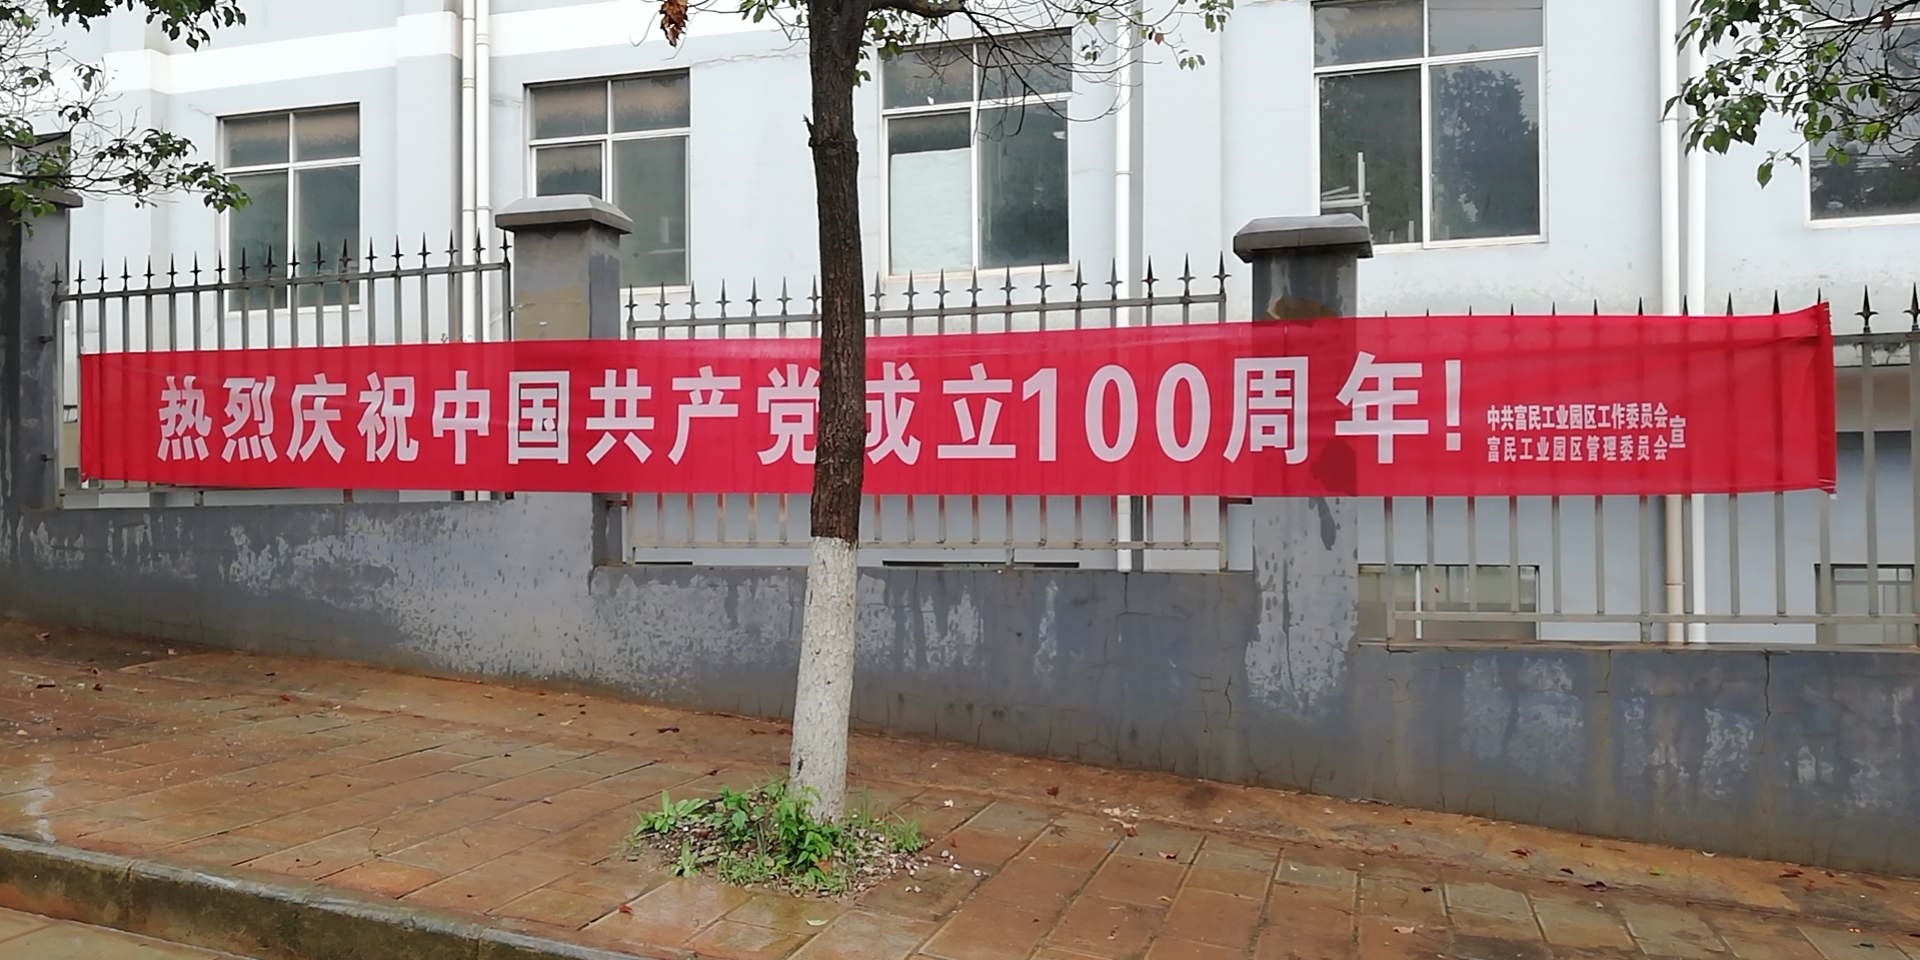 热烈庆祝中国共产党成立100周年!
中共富民工业园区工作委员会
富民工业园区管理委员会
宣